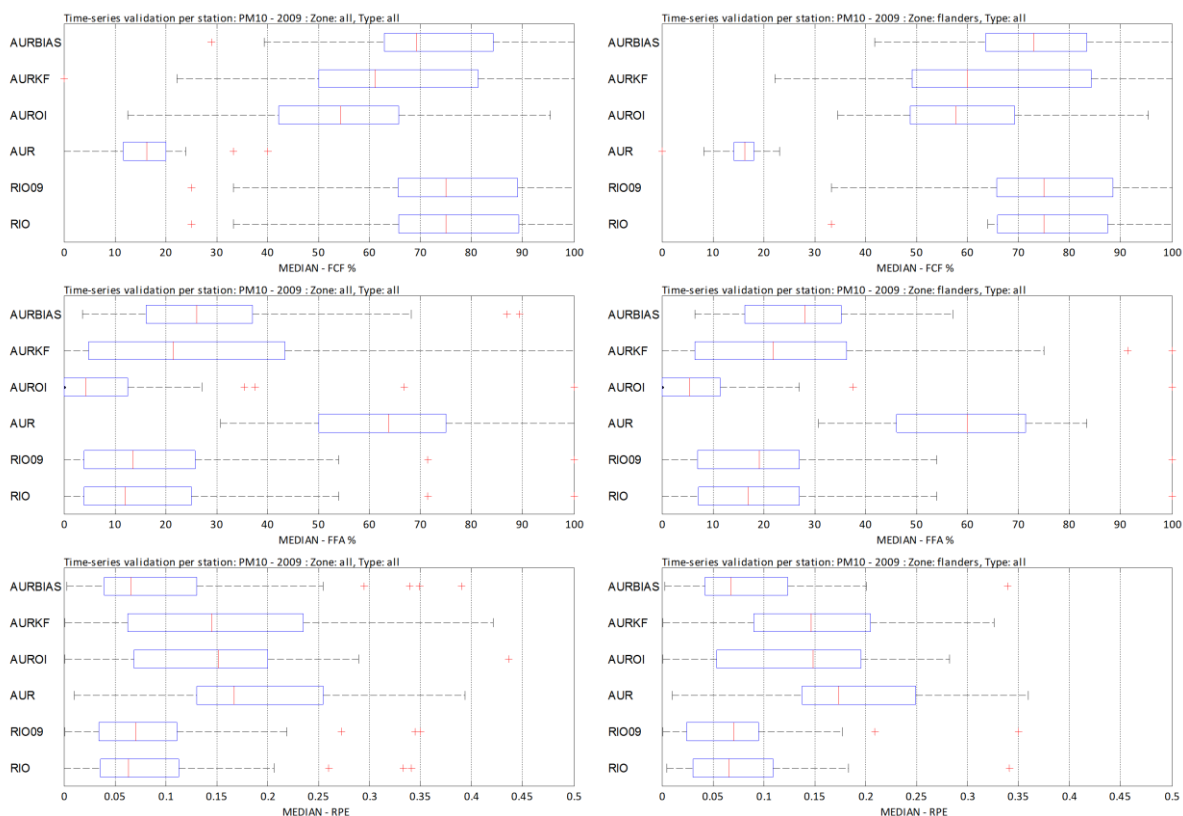 Time-series validation per station: PM10 - 2009 : Zone: all, Type: all
AURBIAS
AURKF
AUROI
AUR
RIO09
RIO
0 10 20 30 40 50 60 70 80 90 100
MEDIAN - FCF %
Time-series validation per station: PM10 - 2009 : Zone: flanders, Type: all
AURBIAS
AURKF
AUROI
AUR
RIO09
RIO
0 10 20 30 40 50 60 70 80 90 100
MEDIAN - FCF %
Time-series validation per station: PM10 - 2009 : Zone: all, Type: all
AURBIAS
AURKF
AUROI
AUR
RIO09
RIO
0 10 20 30 40 50 60 70 80 90 100
MEDIAN - FFA %
Time-series validation per station: PM10 - 2009 : Zone: flanders, Type: all
AURBIAS
AURKF
AUROI
AUR
RIO09
RIO
0 10 20 30 40 50 60 70 80 90 100
MEDIAN - FFA %
Time-series validation per station: PM10 - 2009 : Zone: all, Type: all
AURBIAS
AURKF
AUROI
AUR
RIO09
RIO
0 0.05 0.1 0.15 0.2 0.25 0.3 0.35 0.4 0.45 0.5
MEDIAN - RPE
Time-series validation per station: PM10 - 2009 : Zone: flanders, Type: all
AURBIAS
AURKF
AUROI
AUR
RIO09
RIO
0 0.05 0.1 0.15 0.2 0.25 0.3 0.35 0.4 0.45 0.5
MEDIAN - RPE